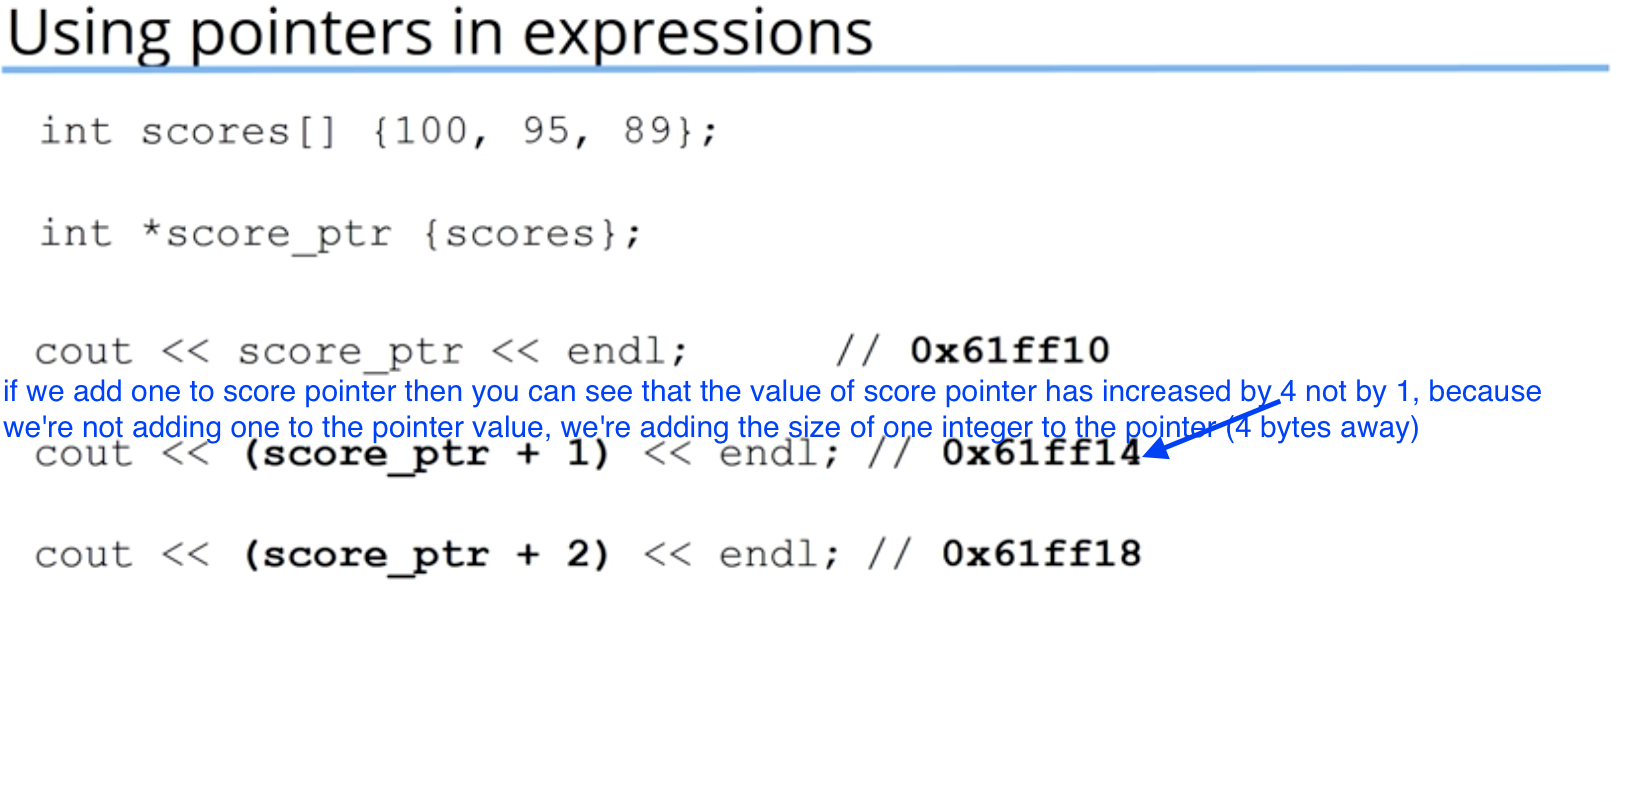 Using pointers in expressions
int scores[] {100, 95, 89};
int *score_ptr {scores};
cout << score_ptr << endl; // 0x61ff10
if we add one to score pointer then you can see that the value of score pointer has increased by 4 not by 1, because
we're not adding one to the pointer value, we're adding the size of one integer to the pointer (4 bytes away)
cout << (score_ptr + 1) << endl; // 0x61ff14
cout << (score_ptr + 2) << endl; // 0x61ff18